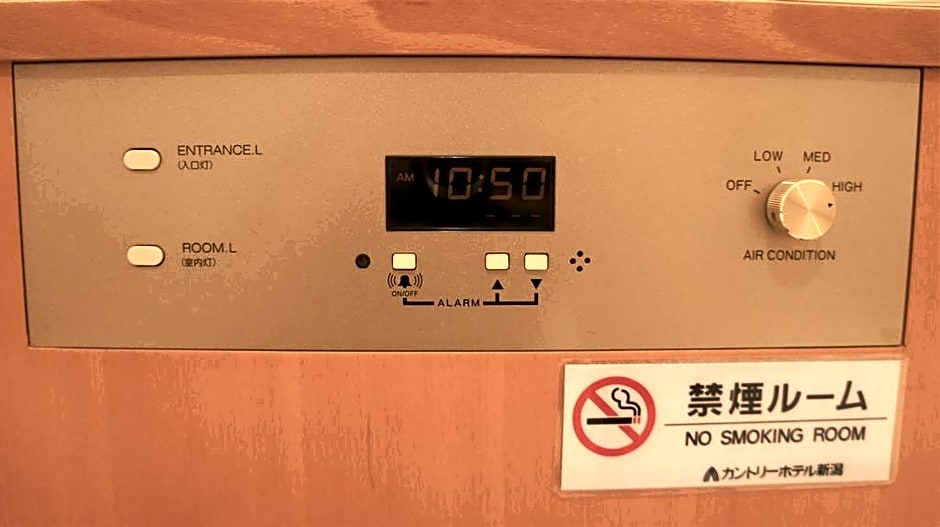 ENTRANCE.L
(入口灯)
ROOM.L
(室内灯)
AM 10:50
ON/OFF
ALARM
LOW MED
OFF HIGH
AIR CONDITION
禁煙ルーム
NO SMOKING ROOM
カントリーホテル新潟